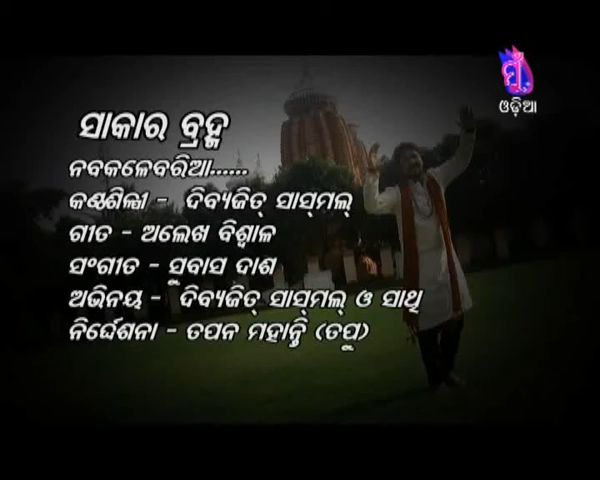 ମାଁ
ଓଡ଼ିଆ
ସାକାର ବ୍ରହ୍ମ
ନବକଳେବରିଆ......
କଣ୍ଠଶିଳ୍ପୀ - ଦିବ୍ୟଜିତ୍ ସାସ୍ମଲ୍
ଗୀତ - ଅଲେଖ ବିଶ୍ୱାଳ
ସଂଗୀତ - ସୁବାସ ଦାଶ
ଅଭିନୟ - ଦିବ୍ୟଜିତ୍ ସାସ୍ମଲ୍ ଓ ସାଥି
ନିର୍ଦ୍ଦେଶନା - ତପନ ମହାନ୍ତି (ତପୁ)